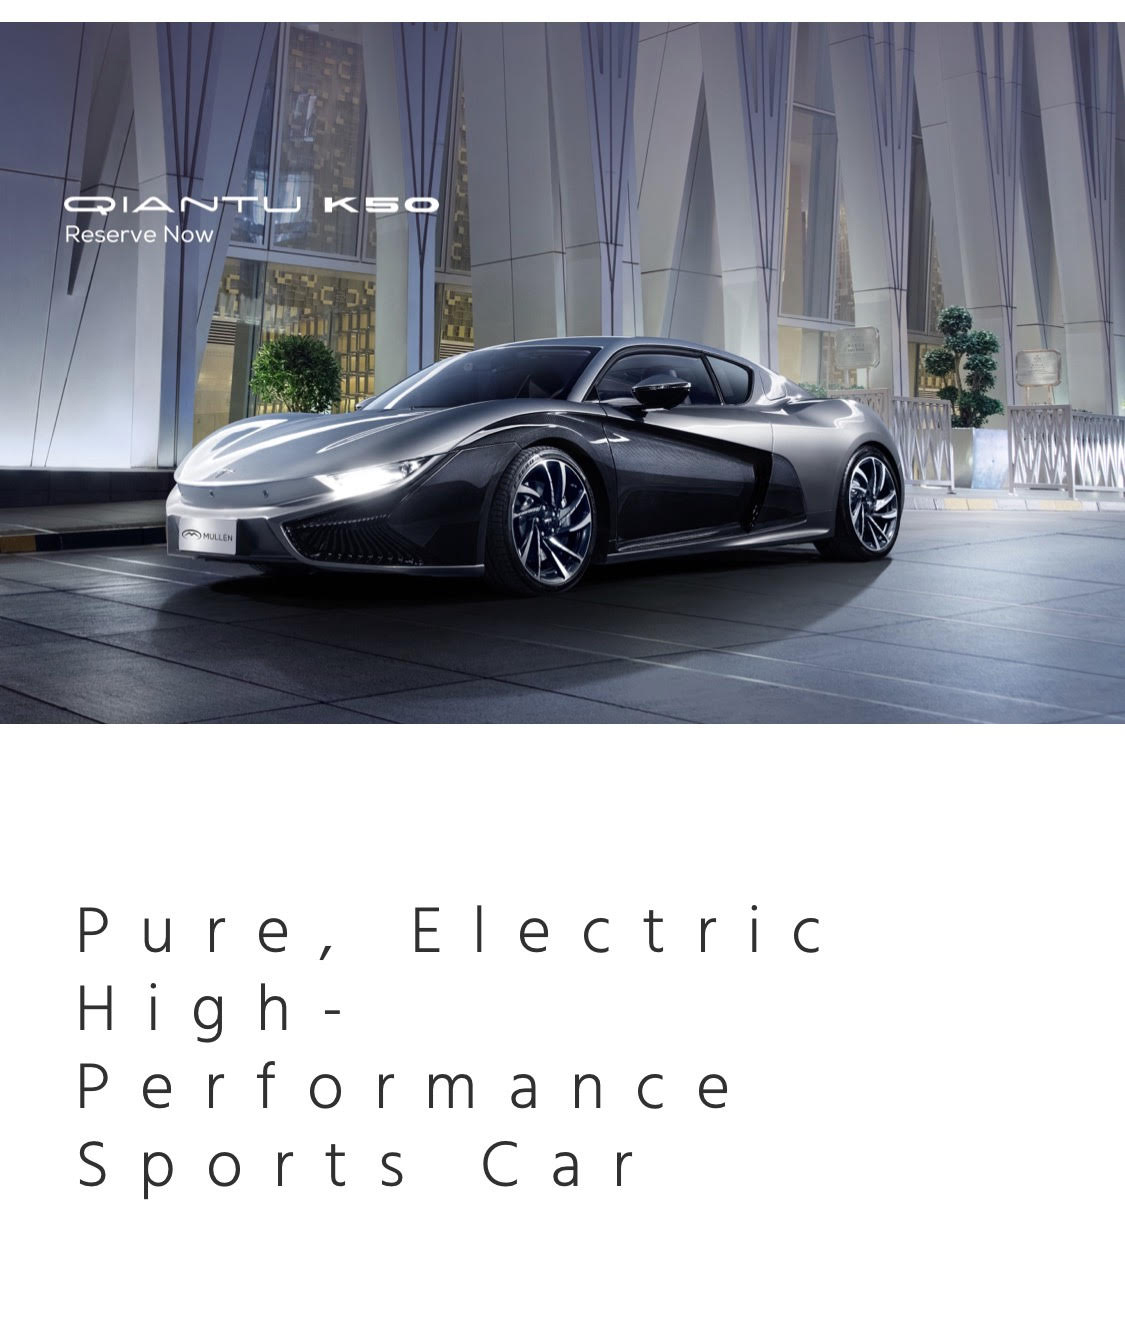 QIANTU K50
Reserve Now
MULLEN
Pure, Electric
High-
Performance
Sports Car